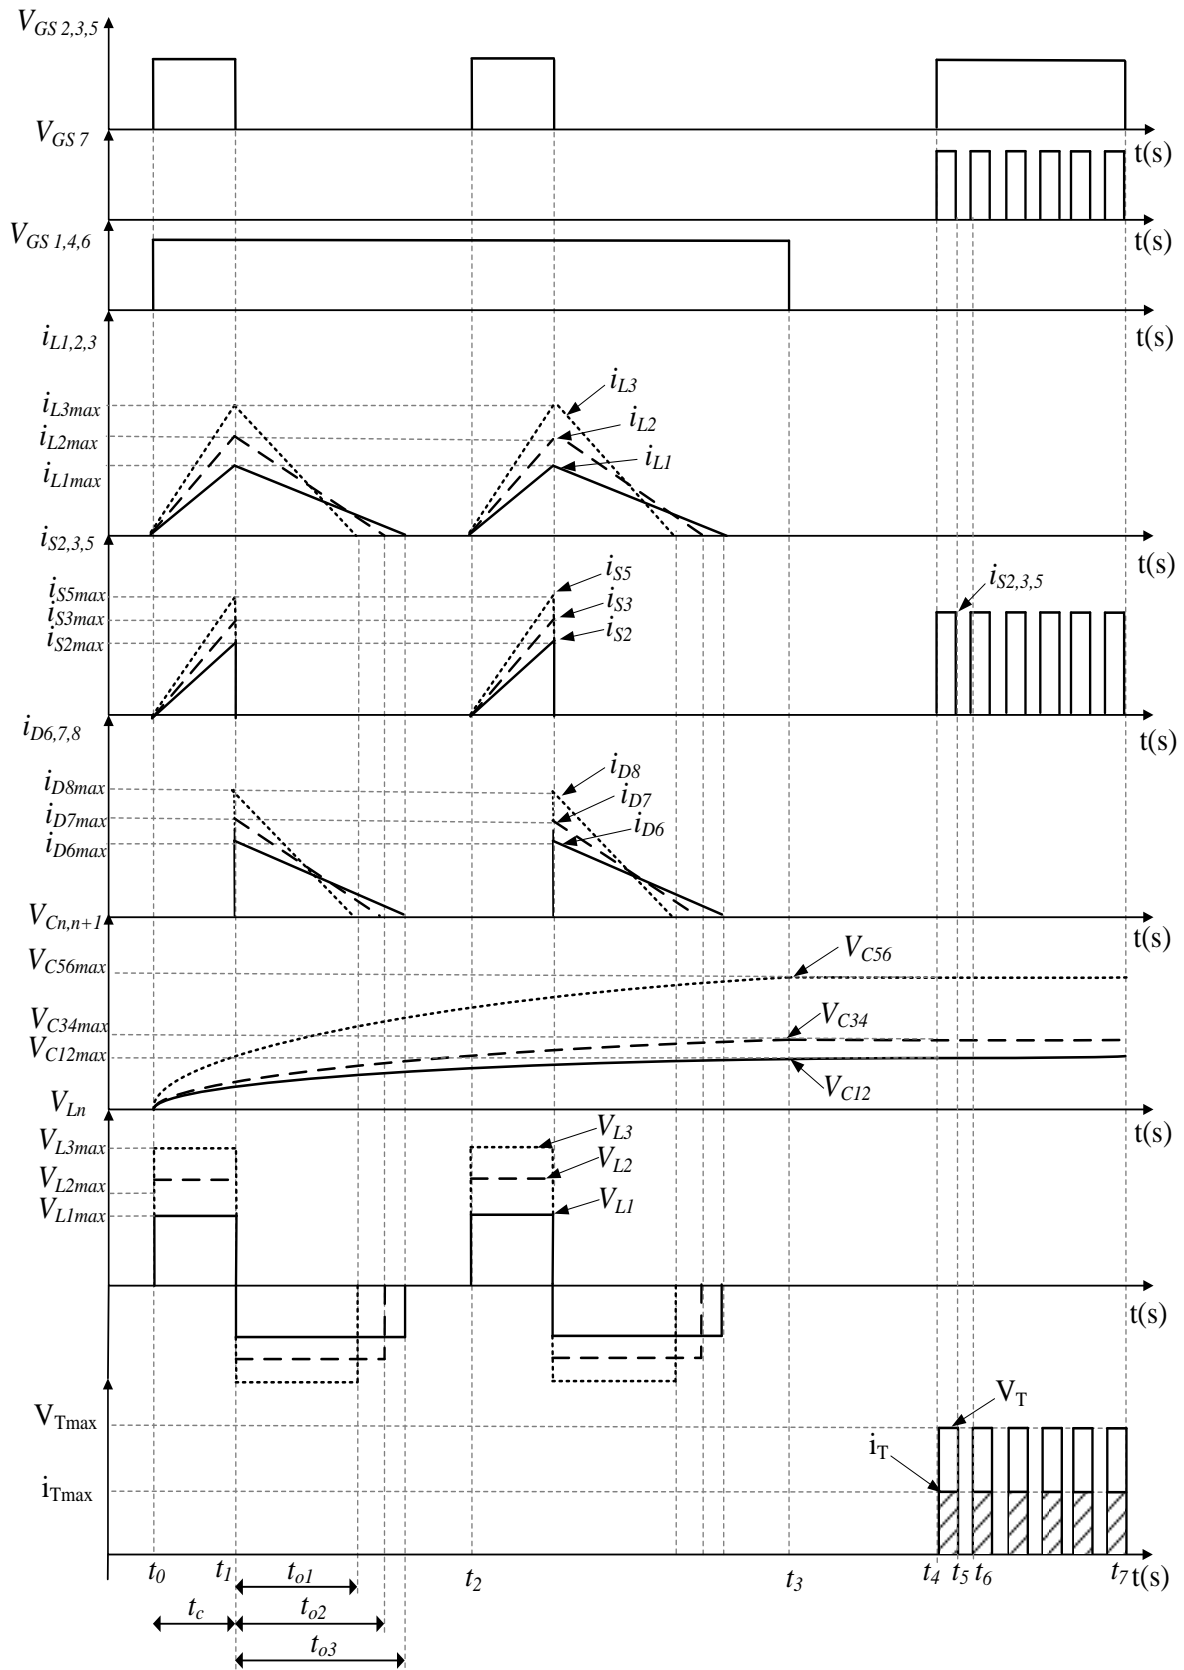 V_GS 2,3,5
t(s)
V_GS 7
t(s)
V_GS 1,4,6
t(s)
i_L1,2,3
i_L3
i_L3max
i_L2
i_L2max
i_L1
i_L1max
t(s)
i_S2,3,5
i_S5
i_S2,3,5
i_S5max
i_S3
i_S3max
i_S2
i_S2max
t(s)
i_D6,7,8
i_D8
i_D8max
i_D7
i_D7max
i_D6
i_D6max
t(s)
V_Cn,n+1
V_C56
V_C56max
V_C34
V_C34max
V_C12max
V_C12
t(s)
V_Ln
V_L3
V_L3max
V_L2
V_L2max
V_L1
V_L1max
t(s)
V_T
V_Tmax
i_T
i_Tmax
t_0 t_1 t_o1 t_2 t_3 t_4 t_5 t_6 t_7 t(s)
t_c t_o2
t_o3